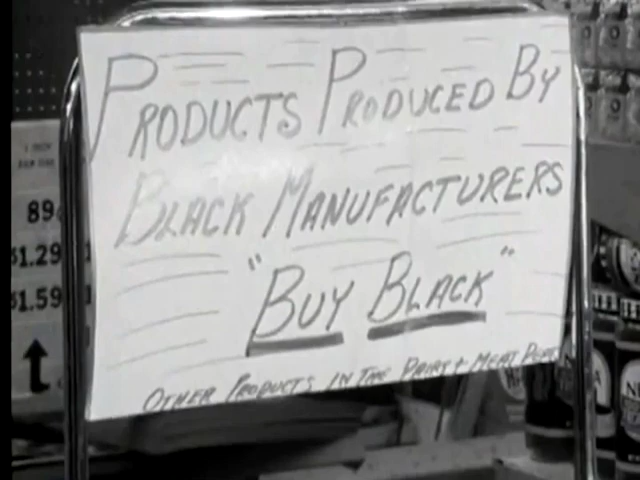 PRODUCTS PRODUCED BY
BLACK MANUFACTURERS
"BUY BLACK"
OTHER PRODUCTS IN THE DAIRY + MEAT DEPT
89¢
$1.29
$1.59